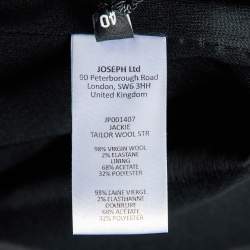 40
JOSEPH Ltd
90 Peterborough Road
London, SW6 3HH
United Kingdom
JP001407
JACKIE
TAILOR WOOL STR
98% VIRGIN WOOL
2% ELASTANE
LINING
68% ACETATE
32% POLYESTER
98% LAINE VIERGE
2% ELASTHANNE
DOUBLURE
68% ACETATE
32% POLYESTER